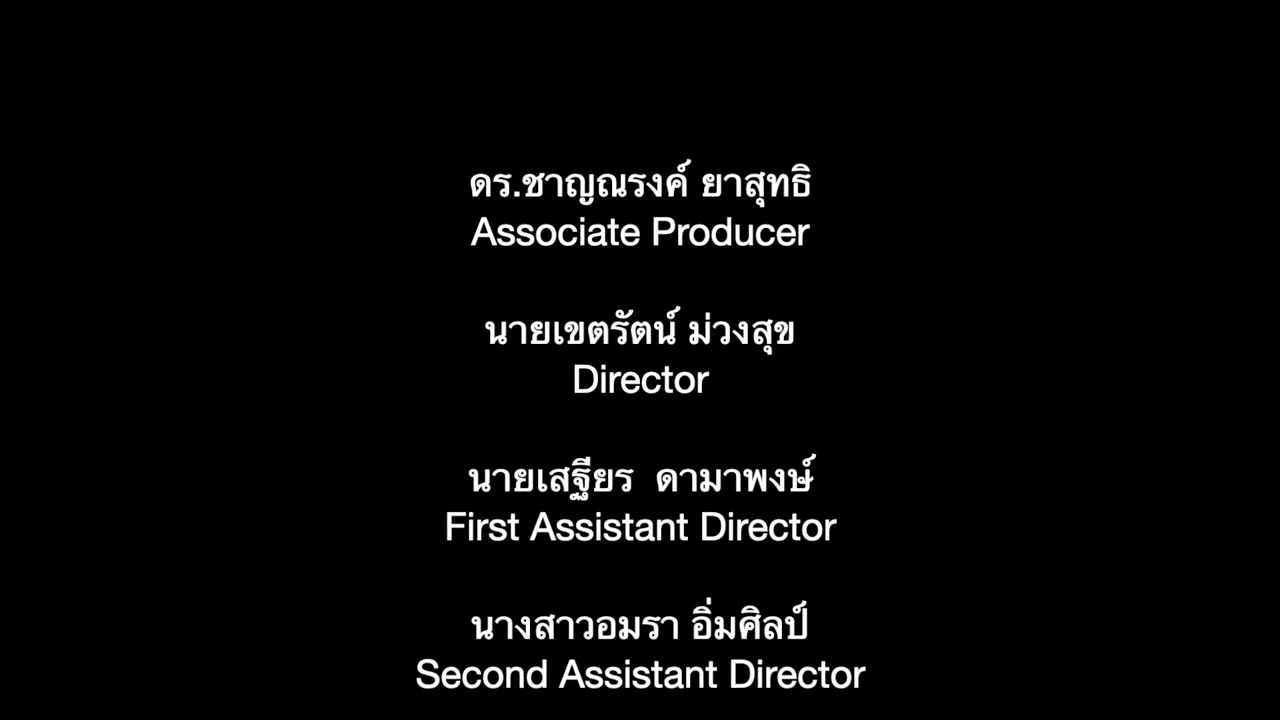 ดร.ชาญณรงค์ ยาสุทธิ
Associate Producer
นายเขตรัตน์ ม่วงสุข
Director
นายเสฐียร  ดามาพงษ์
First Assistant Director
นางสาวอมรา อิ่มศิลป์
Second Assistant Director